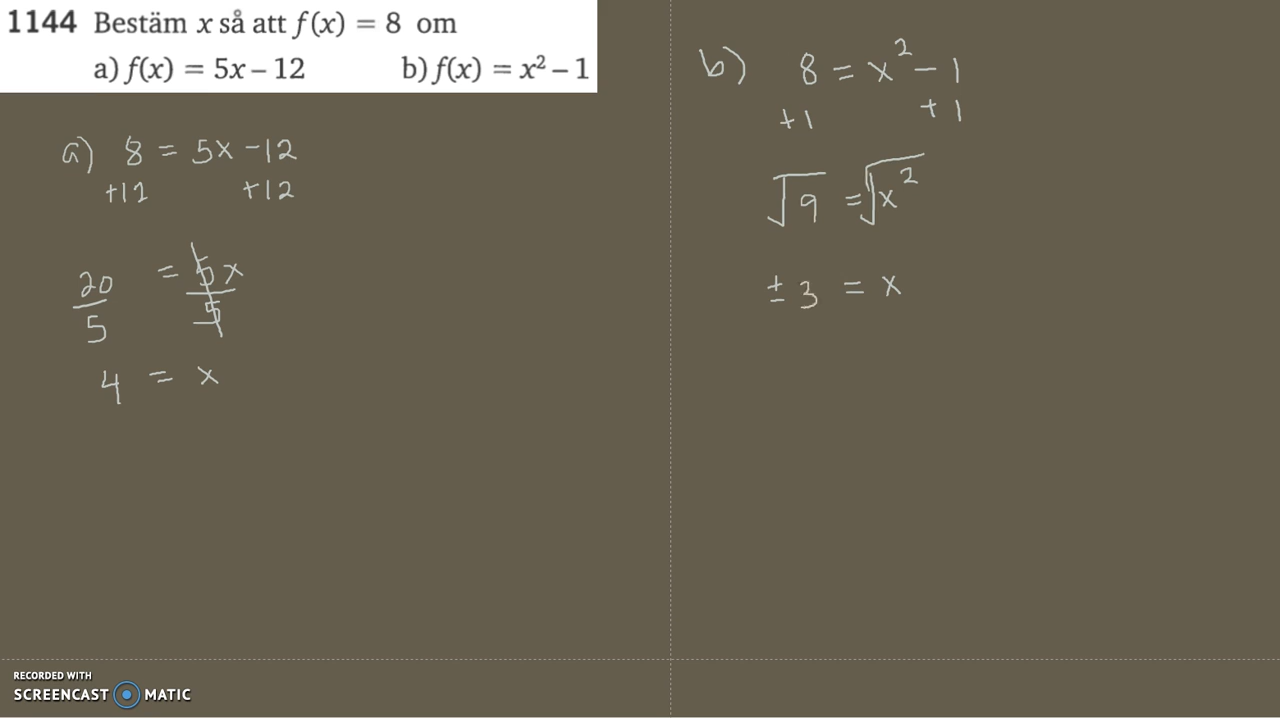 1144 Bestäm x så att f(x) = 8 om
a) f(x) = 5x – 12 b) f(x) = x² – 1
a) 8 = 5x -12
+12 +12
20/5 = 5x/5
4 = x
b) 8 = x² - 1
+1 +1
√9 = √x²
± 3 = x
RECORDED WITH
SCREENCAST MATIC